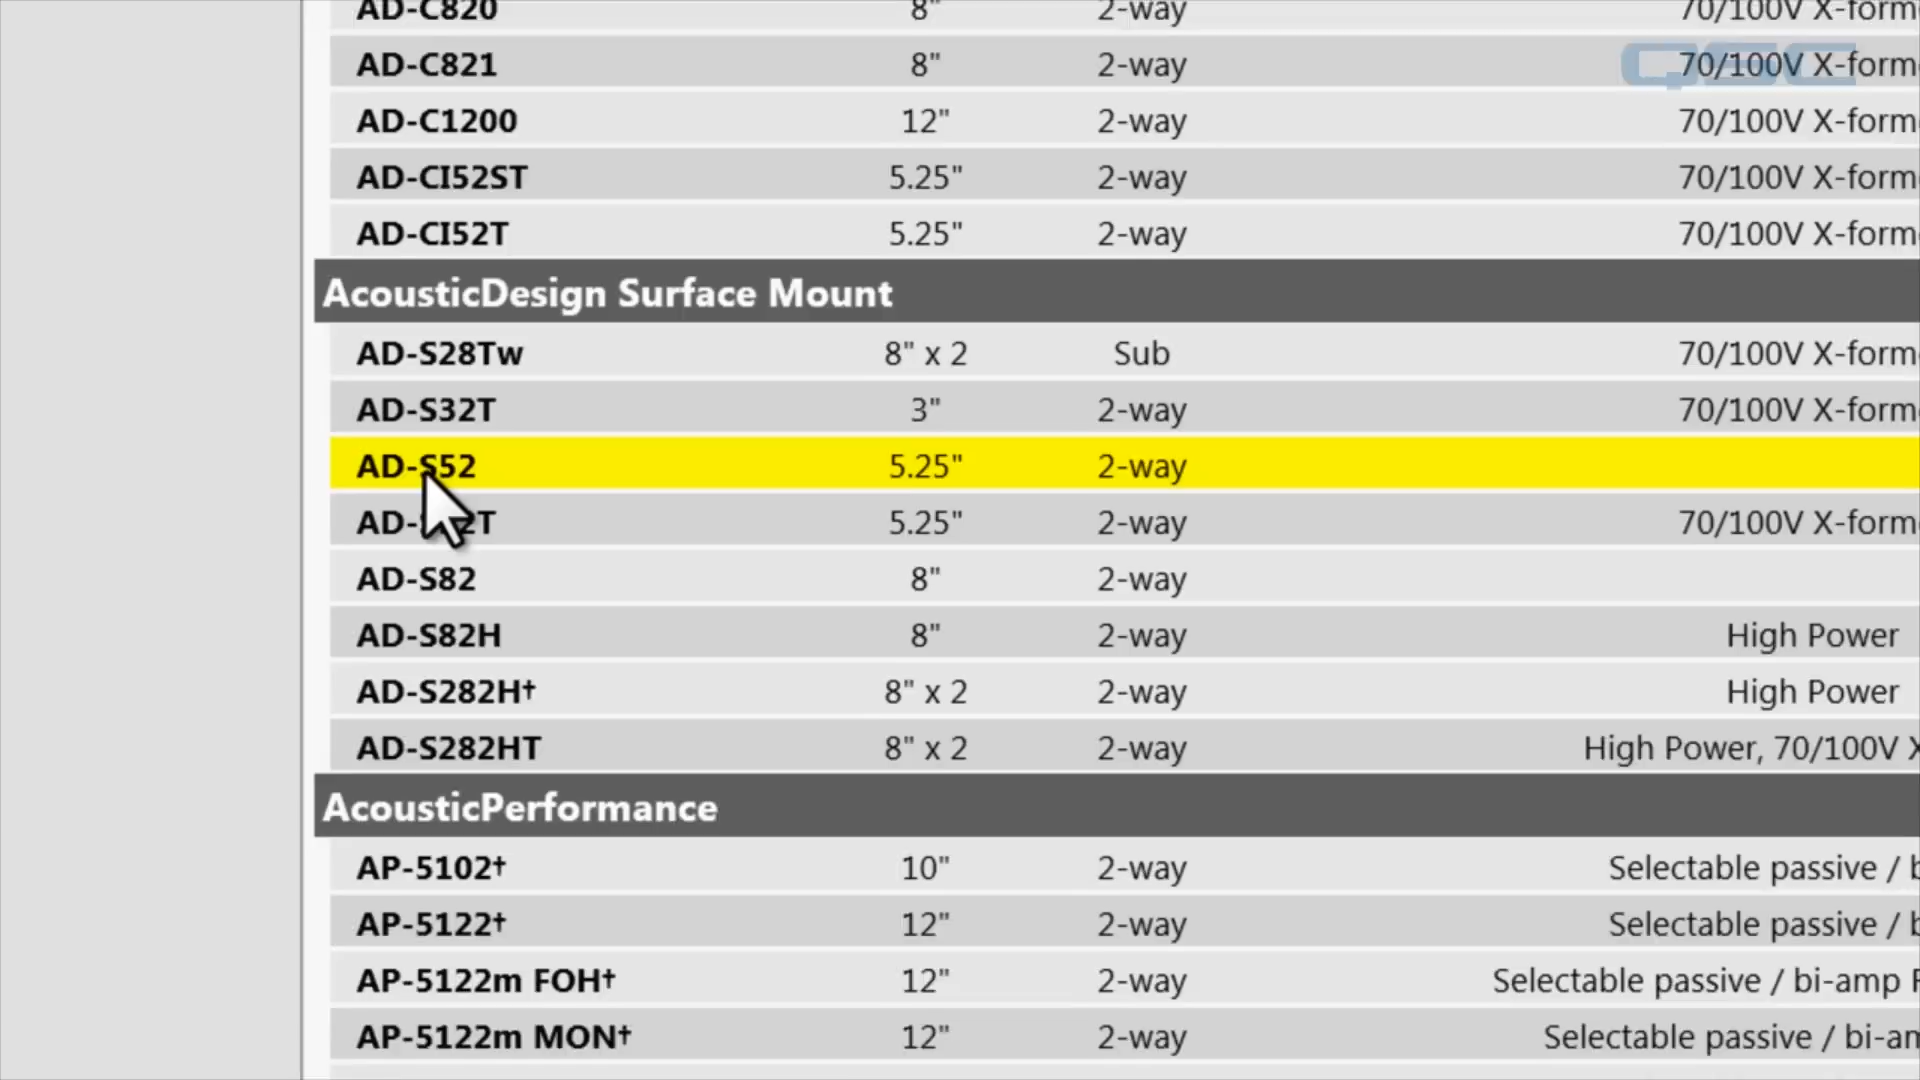 AD-C820 8" 2-way 70/100V X-form
AD-C821 8" 2-way 70/100V X-form
QSC
AD-C1200 12" 2-way 70/100V X-form
AD-CI52ST 5.25" 2-way 70/100V X-form
AD-CI52T 5.25" 2-way 70/100V X-form
AcousticDesign Surface Mount
AD-S28Tw 8" x 2 Sub 70/100V X-form
AD-S32T 3" 2-way 70/100V X-form
AD-S52 5.25" 2-way
5.25" 2-way 70/100V X-form
AD-S82 8" 2-way
AD-S82H 8" 2-way High Power
AD-S282H† 8" x 2 2-way High Power
AD-S282HT 8" x 2 2-way High Power, 70/100V X
AcousticPerformance
AP-5102† 10" 2-way Selectable passive / b
AP-5122† 12" 2-way Selectable passive / b
AP-5122m FOH† 12" 2-way Selectable passive / bi-amp F
AP-5122m MON† 12" 2-way Selectable passive / bi-am